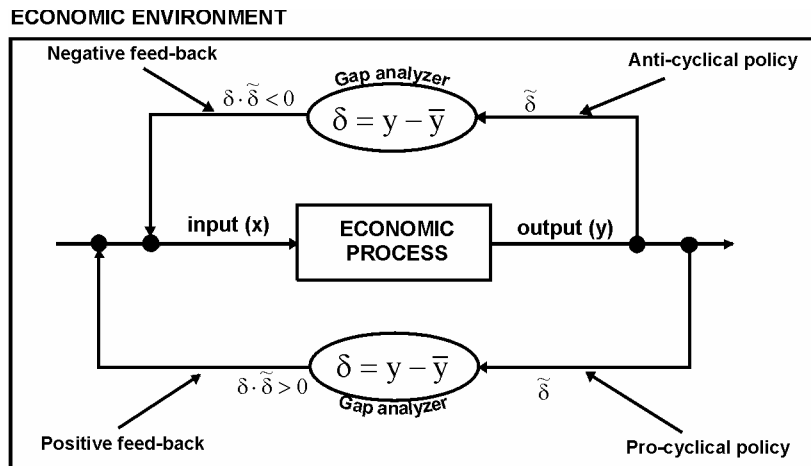 ECONOMIC ENVIRONMENT
Negative feed-back
Gap analyzer
Anti-cyclical policy
δ · δ̃ < 0
δ = y − ȳ
δ̃
input (x)
ECONOMIC
PROCESS
output (y)
δ = y − ȳ
δ · δ̃ > 0
δ̃
Gap analyzer
Positive feed-back
Pro-cyclical policy